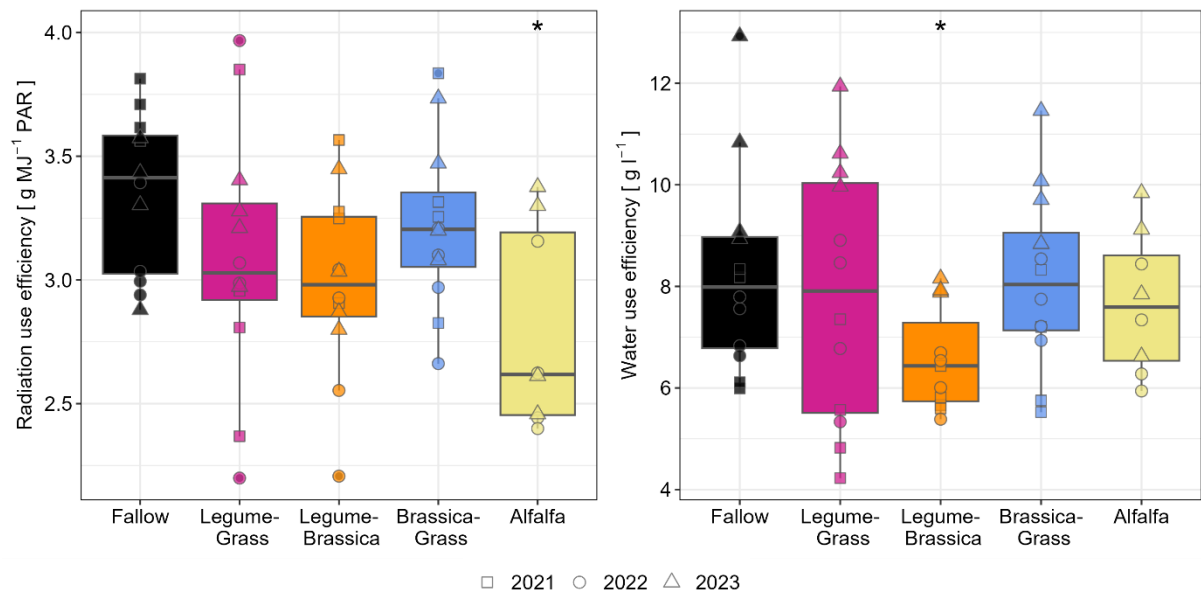 Radiation use efficiency [ g MJ⁻¹ PAR ]
4.0
3.5
3.0
2.5
*
Fallow
Legume-
Grass
Legume-
Brassica
Brassica-
Grass
Alfalfa
Water use efficiency [ g l⁻¹ ]
12
10
8
6
4
*
Fallow
Legume-
Grass
Legume-
Brassica
Brassica-
Grass
Alfalfa
2021 2022 2023